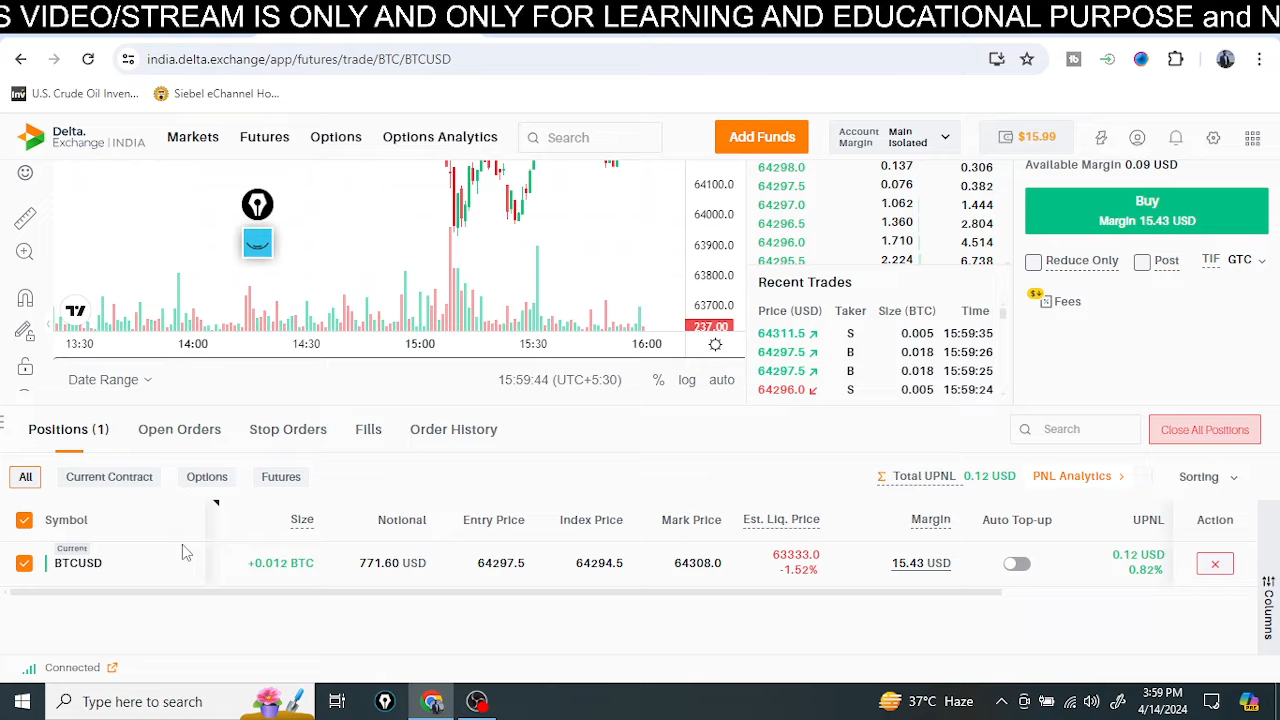 S VIDEO/STREAM IS ONLY AND ONLY FOR LEARNING AND EDUCATIONAL PURPOSE and N
india.delta.exchange/app/futures/trade/BTC/BTCUSD
U.S. Crude Oil Inven... Siebel eChannel Ho...
Delta. Exchange INDIA
Markets Futures Options Options Analytics Search Add Funds Account Margin Main Isolated $15.99
64100.0
64000.0
63900.0
63800.0
63700.0
237.00
13:30 14:00 14:30 15:00 15:30 16:00
Date Range 15:59:44 (UTC+5:30) % log auto
64298.0 0.137 0.306
64297.5 0.076 0.382
64297.0 1.062 1.444
64296.5 1.360 2.804
64296.0 1.710 4.514
64295.5 2.224 6.738
Recent Trades
Price (USD) Taker Size (BTC) Time
64311.5 S 0.005 15:59:35
64297.5 B 0.018 15:59:26
64297.5 B 0.018 15:59:25
64296.0 S 0.005 15:59:24
Available Margin 0.09 USD
Buy
Margin 15.43 USD
Reduce Only Post TIF GTC
Fees
Positions (1) Open Orders Stop Orders Fills Order History Search Close All Positions
All Current Contract Options Futures Σ Total UPNL 0.12 USD PNL Analytics Sorting
Symbol Size Notional Entry Price Index Price Mark Price Est. Liq. Price Margin Auto Top-up UPNL Action
Current
BTCUSD +0.012 BTC 771.60 USD 64297.5 64294.5 64308.0 63333.0 15.43 USD 0.12 USD
-1.52% 0.82%
Columns
Connected
Type here to search 37°C Haze 3:59 PM
4/14/2024